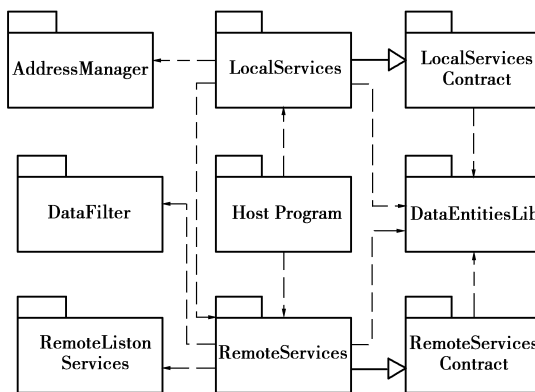 AddressManager
LocalServices
LocalServices
Contract
DataFilter
Host Program
DataEntitiesLib
RemoteListon
Services
RemoteServices
RemoteServices
Contract